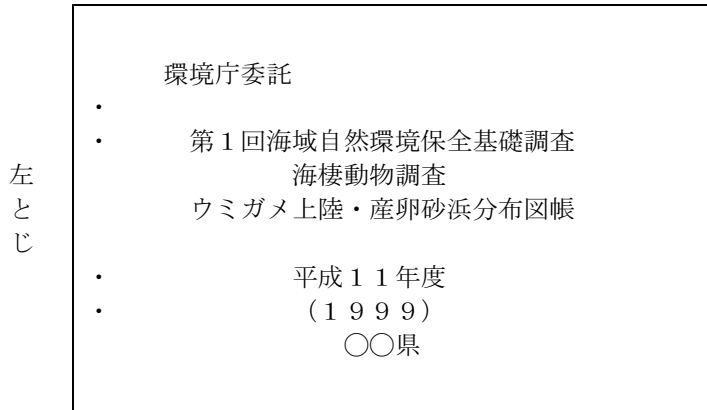 環境庁委託
・
・ 第１回海域自然環境保全基礎調査
海棲動物調査
ウミガメ上陸・産卵砂浜分布図帳
・ 平成１１年度
・ （１９９９）
〇〇県
左とじ